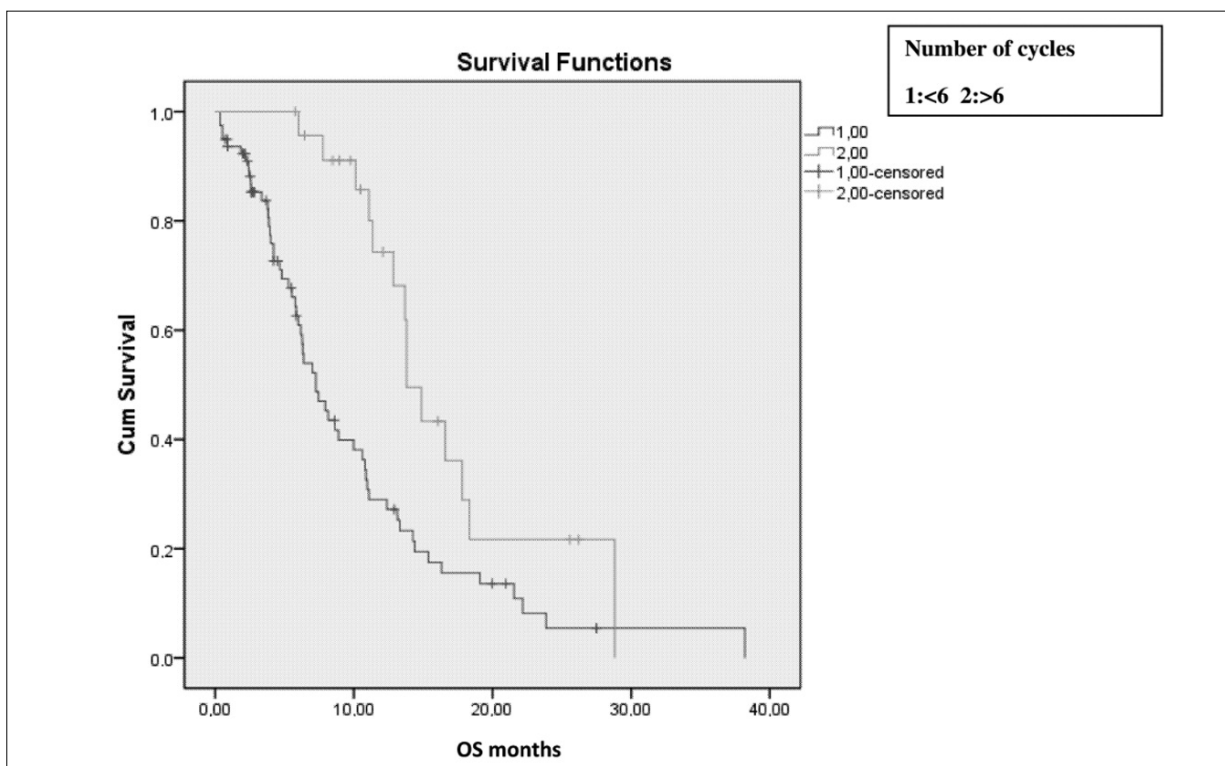 Number of cycles
1:<6 2:>6
Survival Functions
1,00
2,00
1,00-censored
2,00-censored
Cum Survival
1.0
0.8
0.6
0.4
0.2
0.0
0,00 10,00 20,00 30,00 40,00
OS months